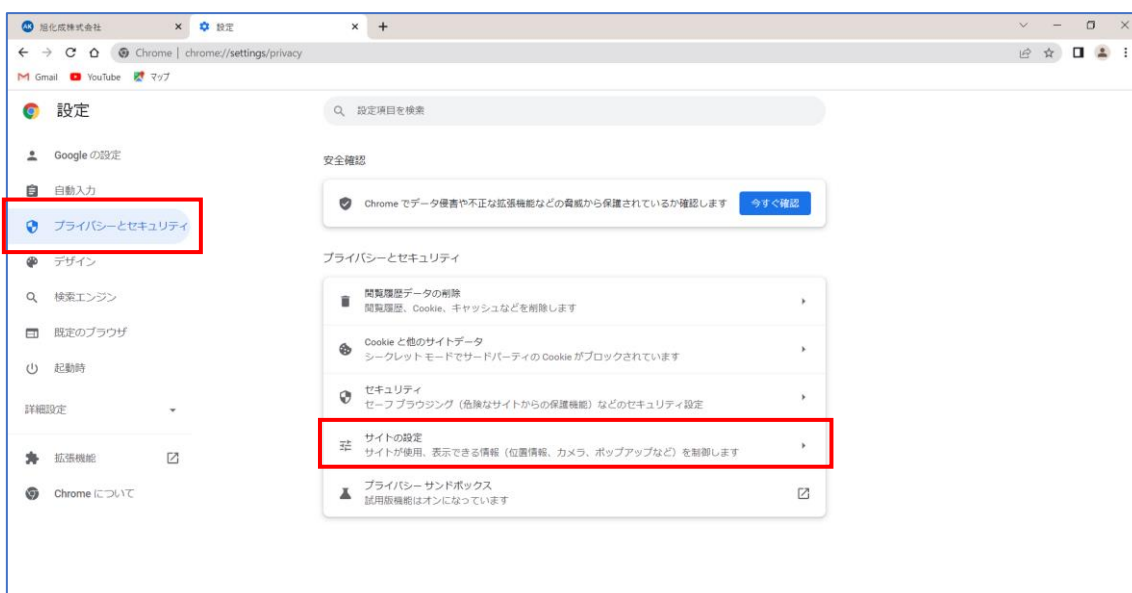 旭化成株式会社
設定
Chrome | chrome://settings/privacy
Gmail YouTube マップ
設定
設定項目を検索
Google の設定
自動入力
プライバシーとセキュリティ
デザイン
検索エンジン
既定のブラウザ
起動時
詳細設定
拡張機能
Chrome について
安全確認
Chrome でデータ侵害や不正な拡張機能などの脅威から保護されているか確認します 今すぐ確認
プライバシーとセキュリティ
閲覧履歴データの削除
閲覧履歴、Cookie、キャッシュなどを削除します
Cookie と他のサイトデータ
シークレット モードでサードパーティの Cookie がブロックされています
セキュリティ
セーフ ブラウジング（危険なサイトからの保護機能）などのセキュリティ設定
サイトの設定
サイトが使用、表示できる情報（位置情報、カメラ、ポップアップなど）を制御します
プライバシー サンドボックス
試用版機能はオンになっています